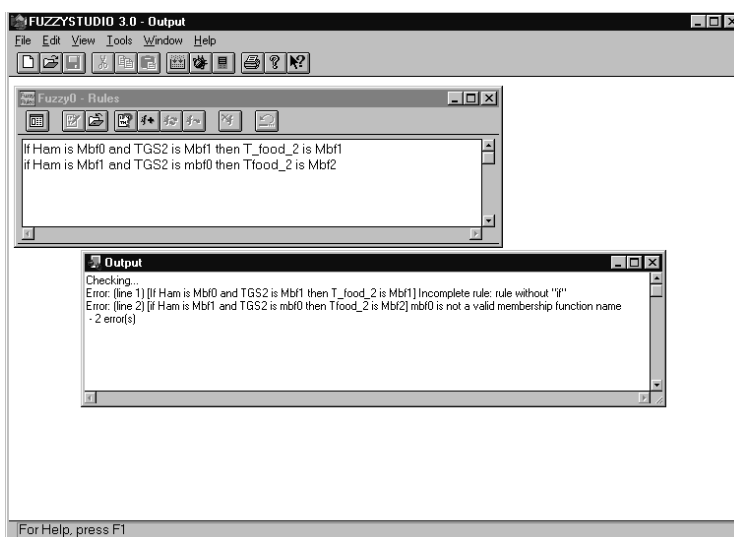 FUZZYSTUDIO 3.0 - Output
File Edit View Tools Window Help
Fuzzy0 - Rules
If Ham is Mbf0 and TGS2 is Mbf1 then T_food_2 is Mbf1
if Ham is Mbf1 and TGS2 is mbf0 then Tfood_2 is Mbf2
Output
Checking...
Error: (line 1) [If Ham is Mbf0 and TGS2 is Mbf1 then T_food_2 is Mbf1] Incomplete rule: rule without "if"
Error: (line 2) [if Ham is Mbf1 and TGS2 is mbf0 then Tfood_2 is Mbf2] mbf0 is not a valid membership function name
- 2 error(s)
For Help, press F1